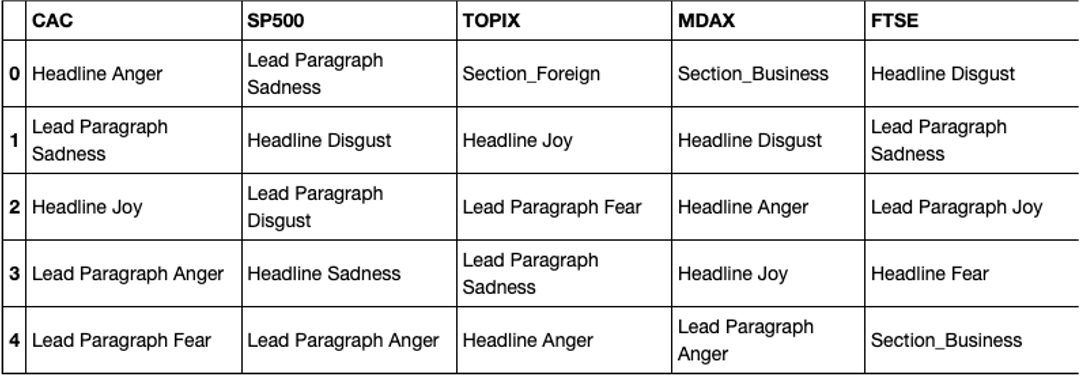 CAC SP500 TOPIX MDAX FTSE
0 Headline Anger Lead Paragraph Sadness Section_Foreign Section_Business Headline Disgust
1 Lead Paragraph Sadness Headline Disgust Headline Joy Headline Disgust Lead Paragraph Sadness
2 Headline Joy Lead Paragraph Disgust Lead Paragraph Fear Headline Anger Lead Paragraph Joy
3 Lead Paragraph Anger Headline Sadness Lead Paragraph Sadness Headline Joy Headline Fear
4 Lead Paragraph Fear Lead Paragraph Anger Headline Anger Lead Paragraph Anger Section_Business